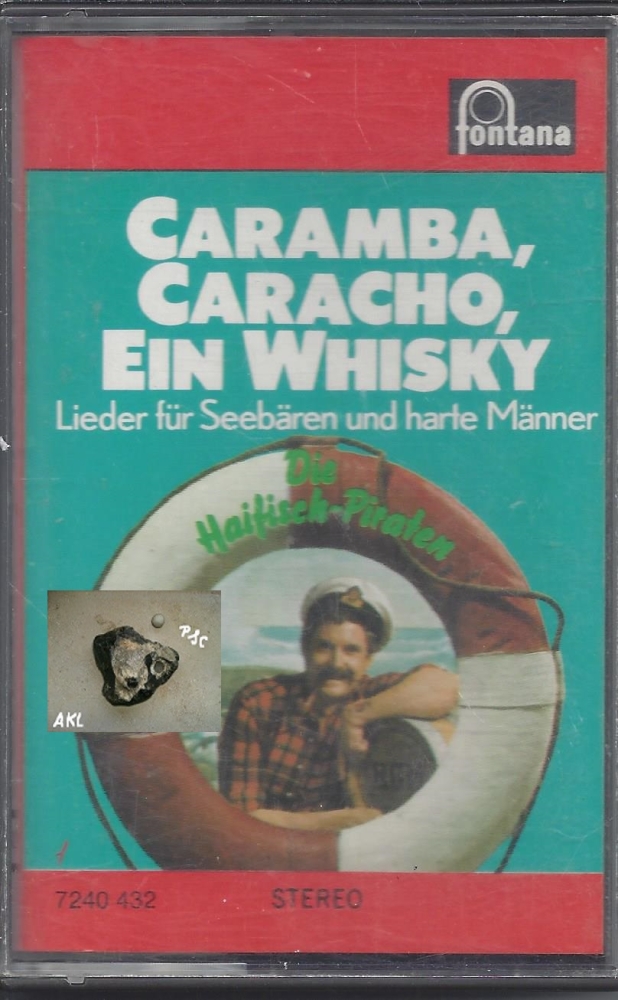 fontana
CARAMBA,
CARACHO,
EIN WHISKY
Lieder für Seebären und harte Männer
Die
Haifisch-Piraten
PSC
AKL
7240 432 STEREO